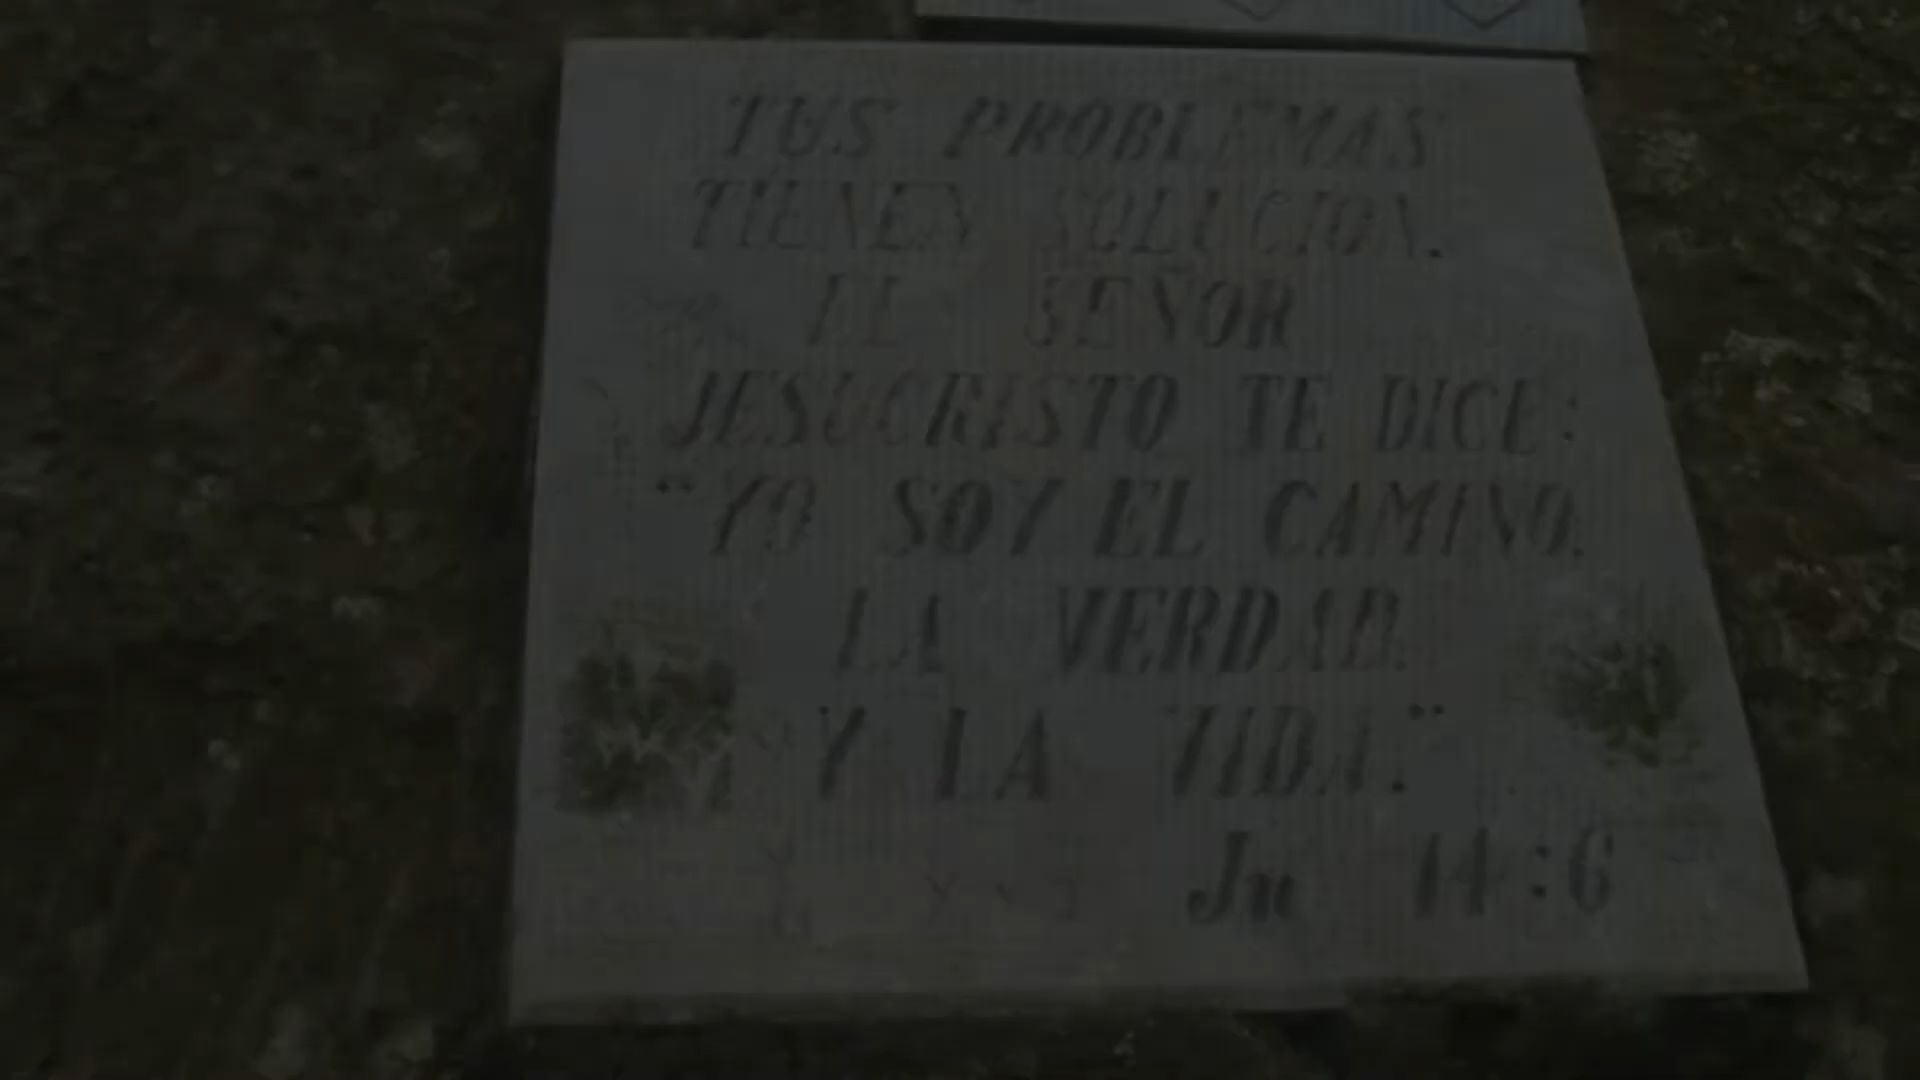 TUS PROBLEMAS
TIENEN SOLUCION.
EL SEÑOR
JESUCRISTO TE DICE:
"YO SOY EL CAMINO,
LA VERDAD
Y LA VIDA."
Jn 14:6